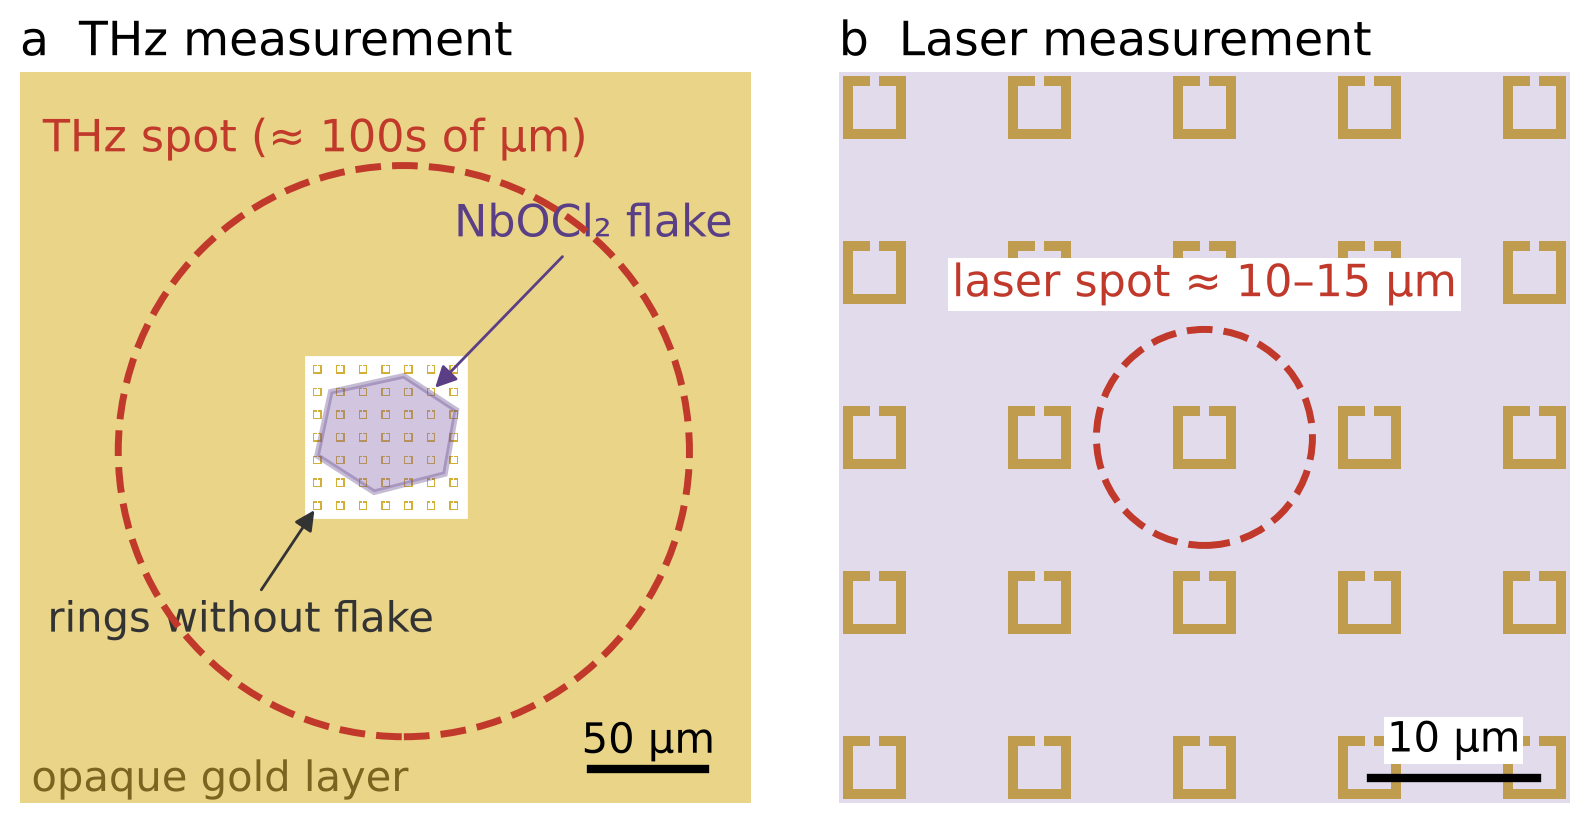 a THz measurement
THz spot (≈ 100s of µm)
NbOCl₂ flake
rings without flake
50 µm
opaque gold layer
b Laser measurement
laser spot ≈ 10–15 µm
10 µm